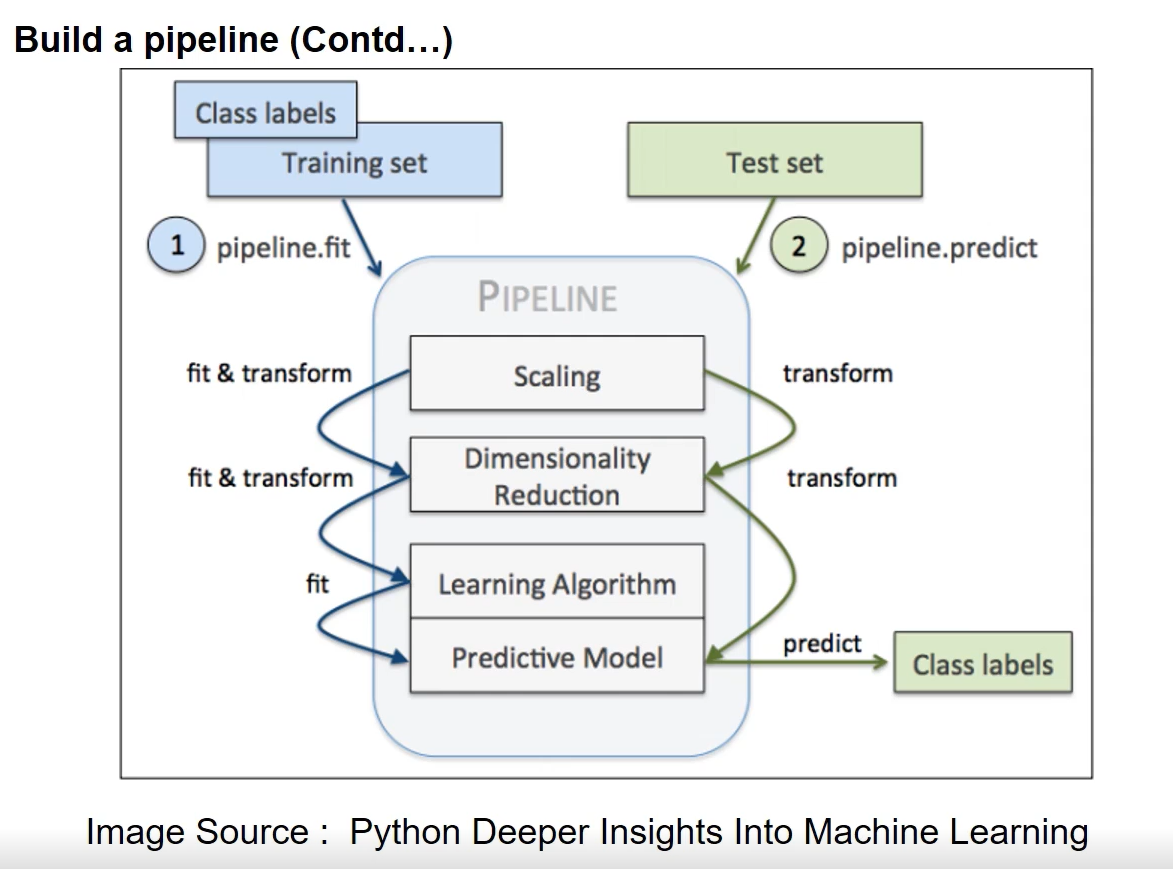 Build a pipeline (Contd…)
Class labels
Training set
Test set
1
pipeline.fit
2
pipeline.predict
PIPELINE
fit & transform
Scaling
transform
fit & transform
Dimensionality
Reduction
transform
fit
Learning Algorithm
Predictive Model
predict
Class labels
Image Source : Python Deeper Insights Into Machine Learning